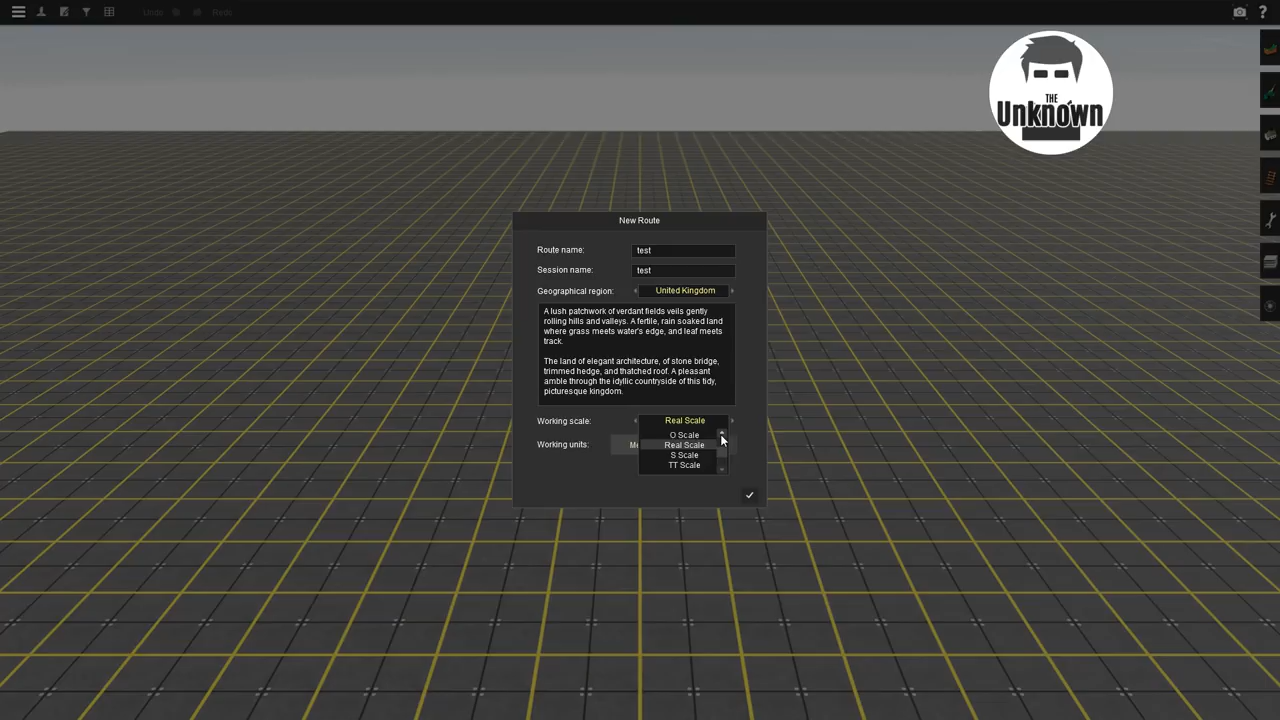 Undo
Redo
THE
Unknown
New Route
Route name:
test
Session name:
test
Geographical region:
United Kingdom
A lush patchwork of verdant fields veils gently
rolling hills and valleys. A fertile, rain soaked land
where grass meets water's edge, and leaf meets
track.
The land of elegant architecture, of stone bridge,
trimmed hedge, and thatched roof. A pleasant
amble through the idyllic countryside of this tidy,
picturesque kingdom.
Working scale:
Real Scale
O Scale
Real Scale
S Scale
TT Scale
Working units: